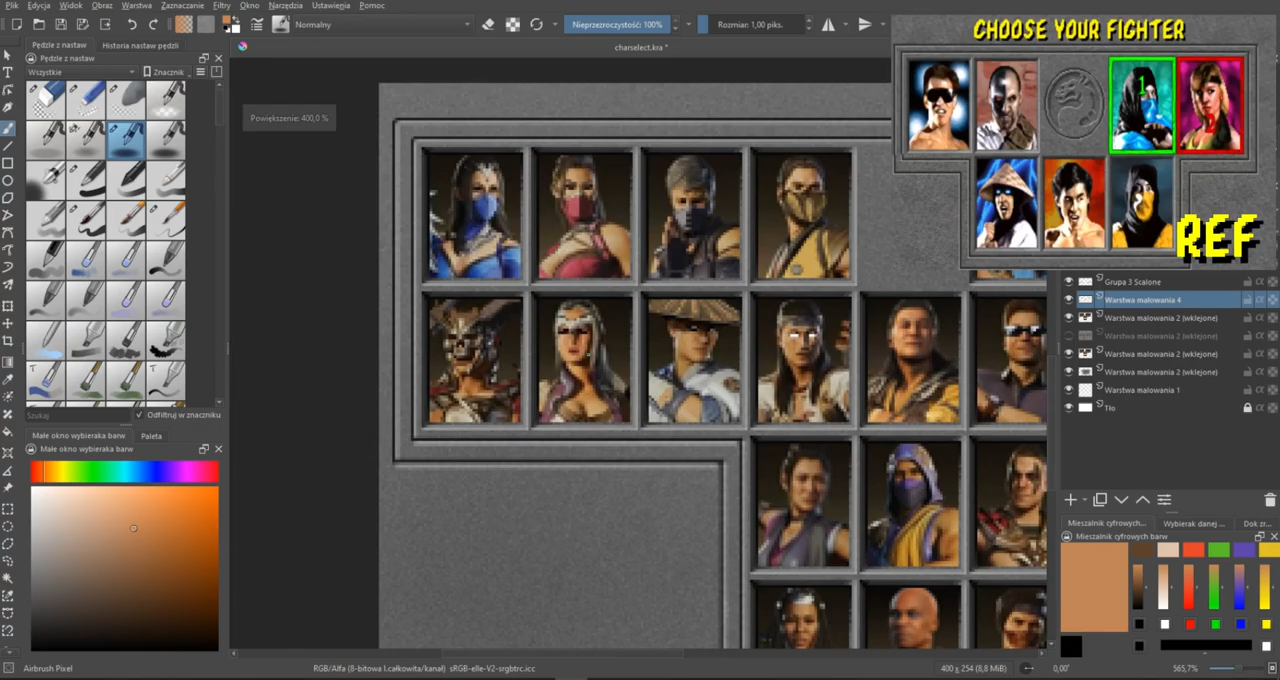 Plik Edycja Widok Obraz Warstwa Zaznaczanie Filtry Okno Narzędzia Ustawienia Pomoc
Normalny
Nieprzezroczystość: 100%
Rozmiar: 1,00 piks.
Pędzle z nastaw Historia nastaw pędzli
charselect.kra *
Pędzle z nastaw
Wszystkie
Znacznik
Powiększenie: 400,0 %
CHOOSE YOUR FIGHTER
1
2
REF
T
T
Szukaj
Odfiltruj w znaczniku
Małe okno wybieraka barw Paleta
Małe okno wybieraka barw
Grupa 3 Scalone
Warstwa malowania 4
Warstwa malowania 2 (wklejone)
Warstwa malowania 2 (wklejone)
Warstwa malowania 2 (wklejone)
Warstwa malowania 2 (wklejone)
Warstwa malowania 1
Tło
Mieszalnik cyfrowych... Wybierak danej ... Dok zr...
Mieszalnik cyfrowych barw
Airbrush Pixel
RGB/Alfa (8-bitowa l.całkowita/kanał) sRGB-elle-V2-srgbtrc.icc
400 x 254 (8,8 MiB)
0,00°
565,7%